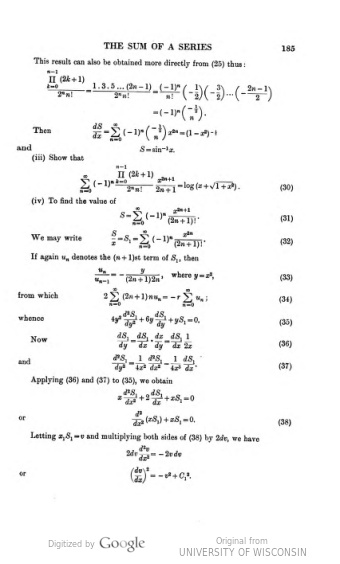 THE SUM OF A SERIES 185
This result can also be obtained more directly from (25) thus:
\frac{\prod_{k=0}^{n-1}(2k+1)}{2^n n!} = \frac{1.3.5...(2n-1)}{2^n n!} = \frac{(-1)^n}{n!}(-\frac{1}{2})(-\frac{3}{2})...(-\frac{2n-1}{2})
=(-1)^n\binom{-\frac{1}{2}}{n}.
Then \frac{dS}{dx}=\sum_{n=0}^{\infty}(-1)^n\binom{-\frac{1}{2}}{n}x^{2n}=(1-x^2)^{-\frac{1}{2}}
and S=sin^{-1}x.
(iii) Show that
\sum_{n=0}^{\infty}(-1)^n\frac{\prod_{k=0}^{n-1}(2k+1)}{2^n n!}\frac{x^{2n+1}}{2n+1}=log(x+\sqrt{1+x^2}). (30)
(iv) To find the value of
S=\sum_{n=0}^{\infty}(-1)^n\frac{x^{2n+1}}{(2n+1)!}. (31)
We may write \frac{S}{x}=S_1=\sum_{n=0}^{\infty}(-1)^n\frac{x^{2n}}{(2n+1)!}. (32)
If again u_n denotes the (n+1)st term of S_1, then
\frac{u_n}{u_{n-1}}=-\frac{y}{(2n+1)2n}, where y=x^2, (33)
from which 2\sum_{n=0}^{\infty}(2n+1)nu_n=-r\sum_{n=0}^{\infty}u_n; (34)
whence 4y^2\frac{d^2S_1}{dy^2}+6y\frac{dS_1}{dy}+yS_1=0. (35)
Now \frac{dS_1}{dy}=\frac{dS_1}{dx}\cdot\frac{dx}{dy}=\frac{dS_1}{dx}\frac{1}{2x} (36)
and \frac{d^2S_1}{dy^2}=\frac{1}{4x^2}\frac{d^2S_1}{dx^2}-\frac{1}{4x^3}\frac{dS_1}{dx}. (37)
Applying (36) and (37) to (35), we obtain
x\frac{d^2S_1}{dx^2}+2\frac{dS_1}{dx}+xS_1=0
or \frac{d^2}{dx^2}(xS_1)+xS_1=0. (38)
Letting x_1S_1=v and multiplying both sides of (38) by 2dv, we have
2dv\frac{d^2v}{dx^2}=-2v dv
or (\frac{dv}{dx})^2=-v^2+C_1^2.
Digitized by Google
Original from
UNIVERSITY OF WISCONSIN